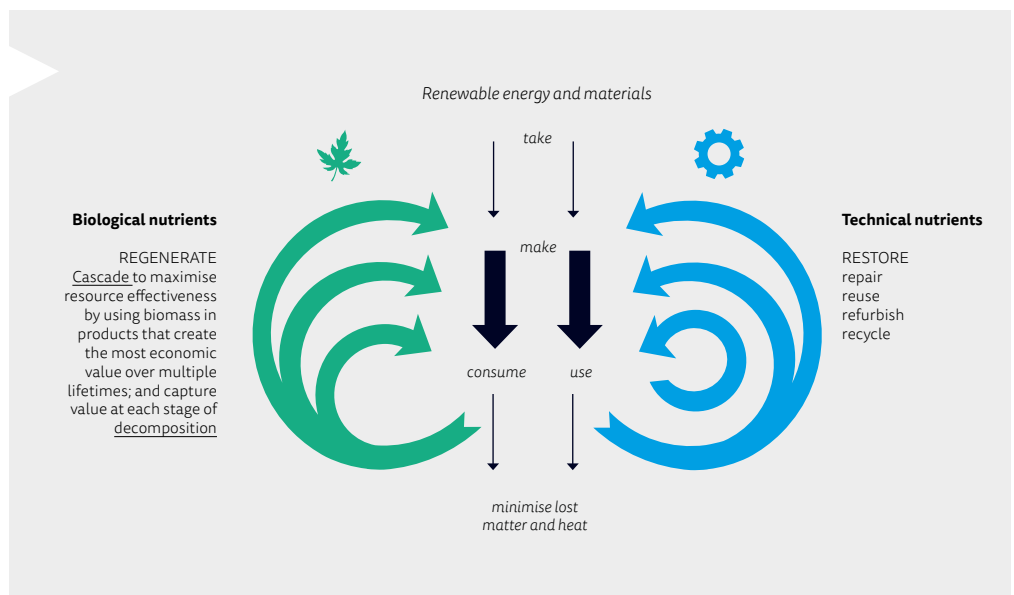 Renewable energy and materials
take
make
consume
use
minimise lost
matter and heat
Biological nutrients
REGENERATE
Cascade to maximise
resource effectiveness
by using biomass in
products that create
the most economic
value over multiple
lifetimes; and capture
value at each stage of
decomposition
Technical nutrients
RESTORE
repair
reuse
refurbish
recycle